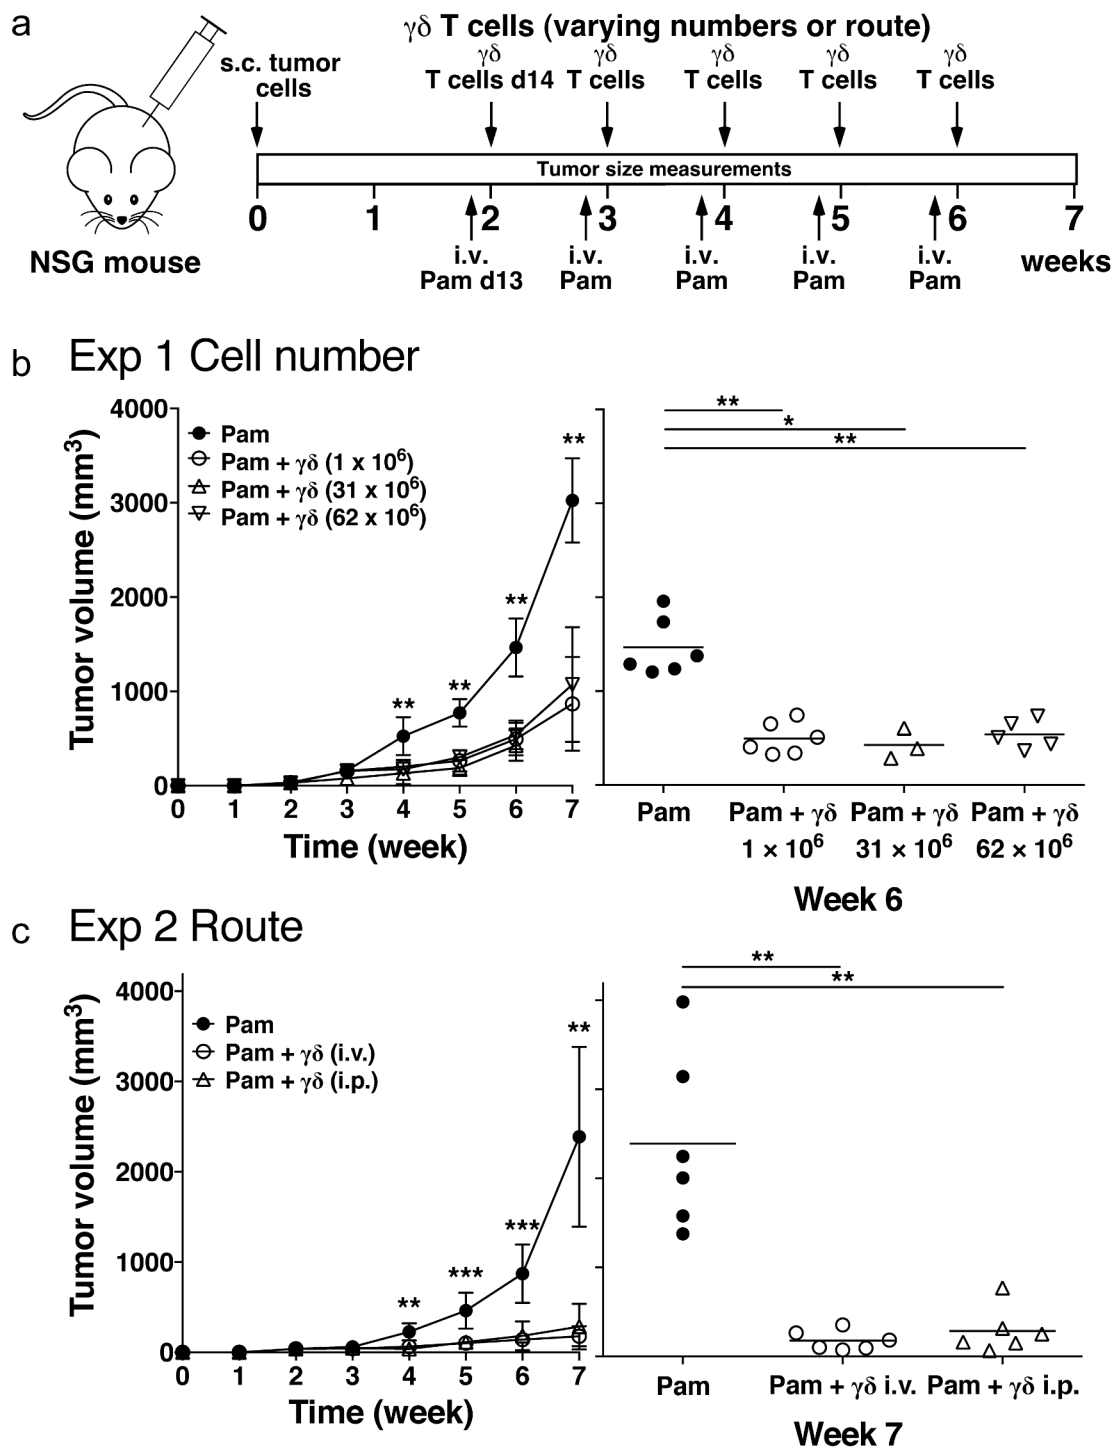 a
γδ T cells (varying numbers or route)
s.c. tumor
cells
γδ
T cells d14
γδ
T cells
γδ
T cells
γδ
T cells
γδ
T cells
Tumor size measurements
0 1 2 3 4 5 6 7
i.v.
Pam d13
i.v.
Pam
i.v.
Pam
i.v.
Pam
i.v.
Pam
weeks
NSG mouse
b Exp 1 Cell number
Tumor volume (mm³)
4000
3000
2000
1000
0
Pam
Pam + γδ (1 x 10⁶)
Pam + γδ (31 x 10⁶)
Pam + γδ (62 x 10⁶)
** ** ** **
0 1 2 3 4 5 6 7
Time (week)
**
*
**
Pam
Pam + γδ
1 × 10⁶
Pam + γδ
31 × 10⁶
Pam + γδ
62 × 10⁶
Week 6
c Exp 2 Route
Tumor volume (mm³)
4000
3000
2000
1000
0
Pam
Pam + γδ (i.v.)
Pam + γδ (i.p.)
** *** *** **
0 1 2 3 4 5 6 7
Time (week)
**
**
Pam
Pam + γδ i.v.
Pam + γδ i.p.
Week 7